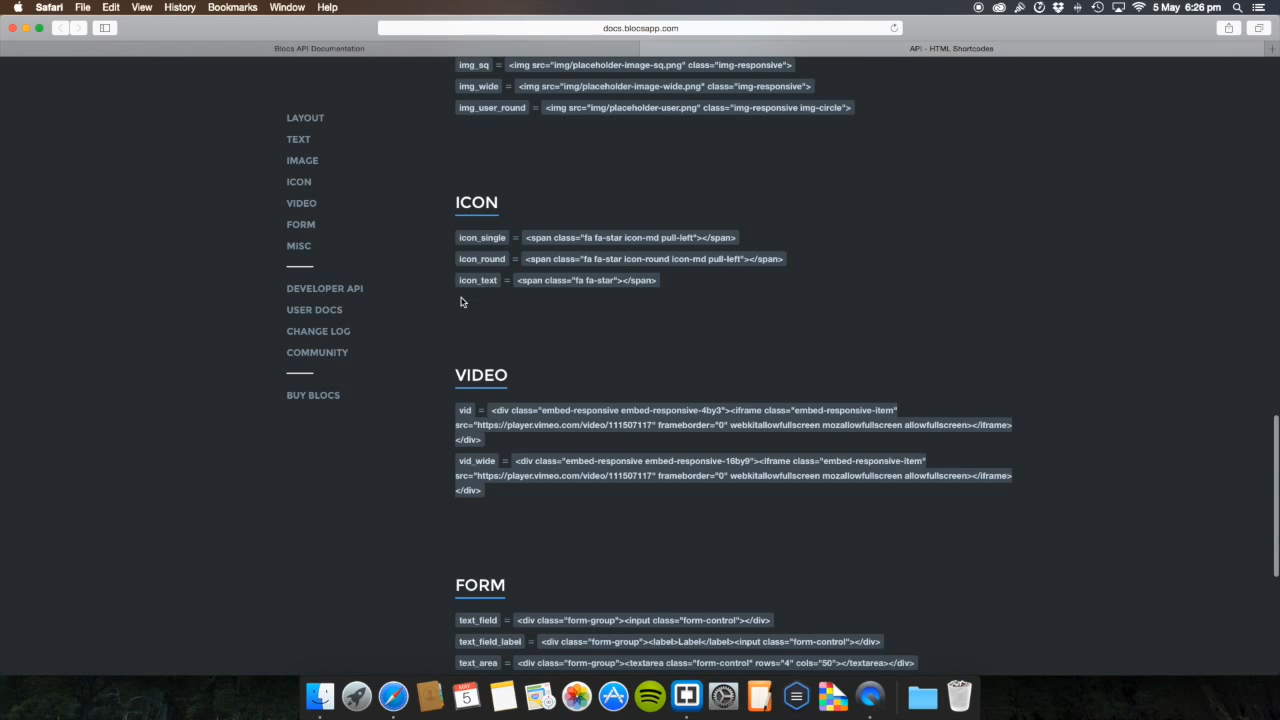 Safari File Edit View History Bookmarks Window Help 5 May 6:26 pm
docs.blocsapp.com
Blocs API Documentation API - HTML Shortcodes
img_sq = <img src="img/placeholder-image-sq.png" class="img-responsive">
img_wide = <img src="img/placeholder-image-wide.png" class="img-responsive">
img_user_round = <img src="img/placeholder-user.png" class="img-responsive img-circle">
LAYOUT
TEXT
IMAGE
ICON
VIDEO
FORM
MISC
DEVELOPER API
USER DOCS
CHANGE LOG
COMMUNITY
BUY BLOCS
ICON
icon_single = <span class="fa fa-star icon-md pull-left"></span>
icon_round = <span class="fa fa-star icon-round icon-md pull-left"></span>
icon_text = <span class="fa fa-star"></span>
VIDEO
vid = <div class="embed-responsive embed-responsive-4by3"><iframe class="embed-responsive-item"
src="https://player.vimeo.com/video/111507117" frameborder="0" webkitallowfullscreen mozallowfullscreen allowfullscreen></iframe>
</div>
vid_wide = <div class="embed-responsive embed-responsive-16by9"><iframe class="embed-responsive-item"
src="https://player.vimeo.com/video/111507117" frameborder="0" webkitallowfullscreen mozallowfullscreen allowfullscreen></iframe>
</div>
FORM
text_field = <div class="form-group"><input class="form-control"></div>
text_field_label = <div class="form-group"><label>Label</label><input class="form-control"></div>
text_area = <div class="form-group"><textarea class="form-control" rows="4" cols="50"></textarea></div>
5